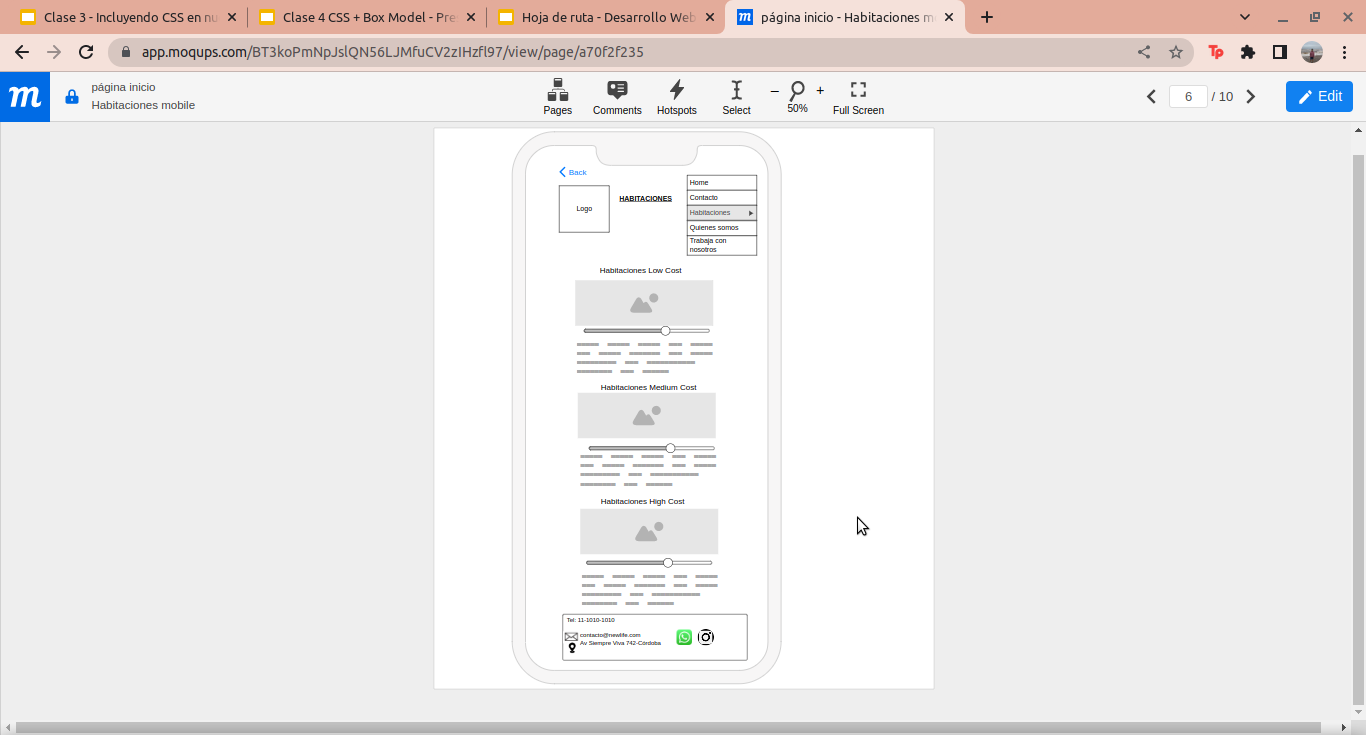 Clase 3 - Incluyendo CSS en nu
Clase 4 CSS + Box Model - Pre
Hoja de ruta - Desarrollo Web
página inicio - Habitaciones m
app.moqups.com/BT3koPmNpJslQN56LJMfuCV2zIHzfl97/view/page/a70f2f235
Tp
m
página inicio
Habitaciones mobile
Pages
Comments
Hotspots
Select
50%
Full Screen
6 / 10
Edit
Back
Logo
HABITACIONES
Home
Contacto
Habitaciones
Quienes somos
Trabaja con
nosotros
Habitaciones Low Cost
Habitaciones Medium Cost
Habitaciones High Cost
Tel: 11-1010-1010
contacto@newlife.com
Av Siempre Viva 742-Córdoba